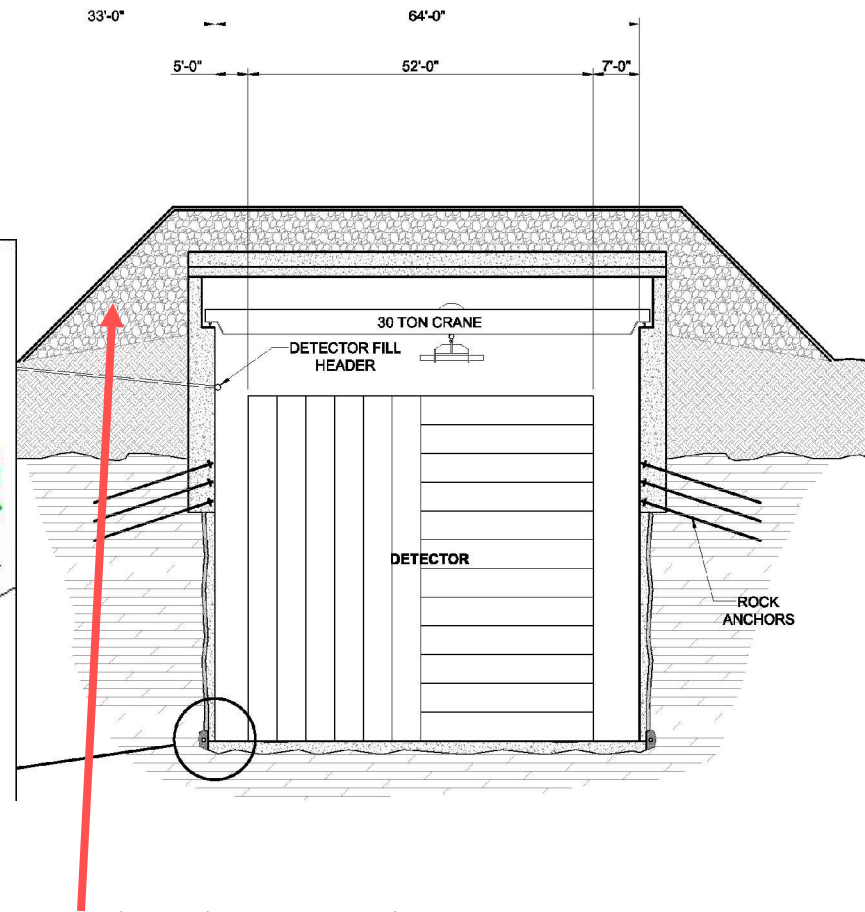 33'-0"
64'-0"
5'-0"
52'-0"
7'-0"
30 TON CRANE
DETECTOR FILL
HEADER
DETECTOR
ROCK
ANCHORS